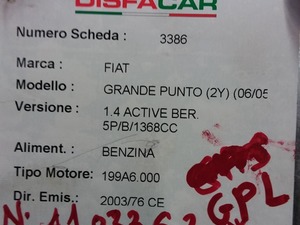 DISFACAR
Numero Scheda : 3386
Marca : FIAT
Modello : GRANDE PUNTO (2Y) (06/05
Versione : 1.4 ACTIVE BER.
5P/B/1368CC
Aliment. : BENZINA
Tipo Motore: 199A6.000
GPL
Dir. Emis.: 2003/76 CE